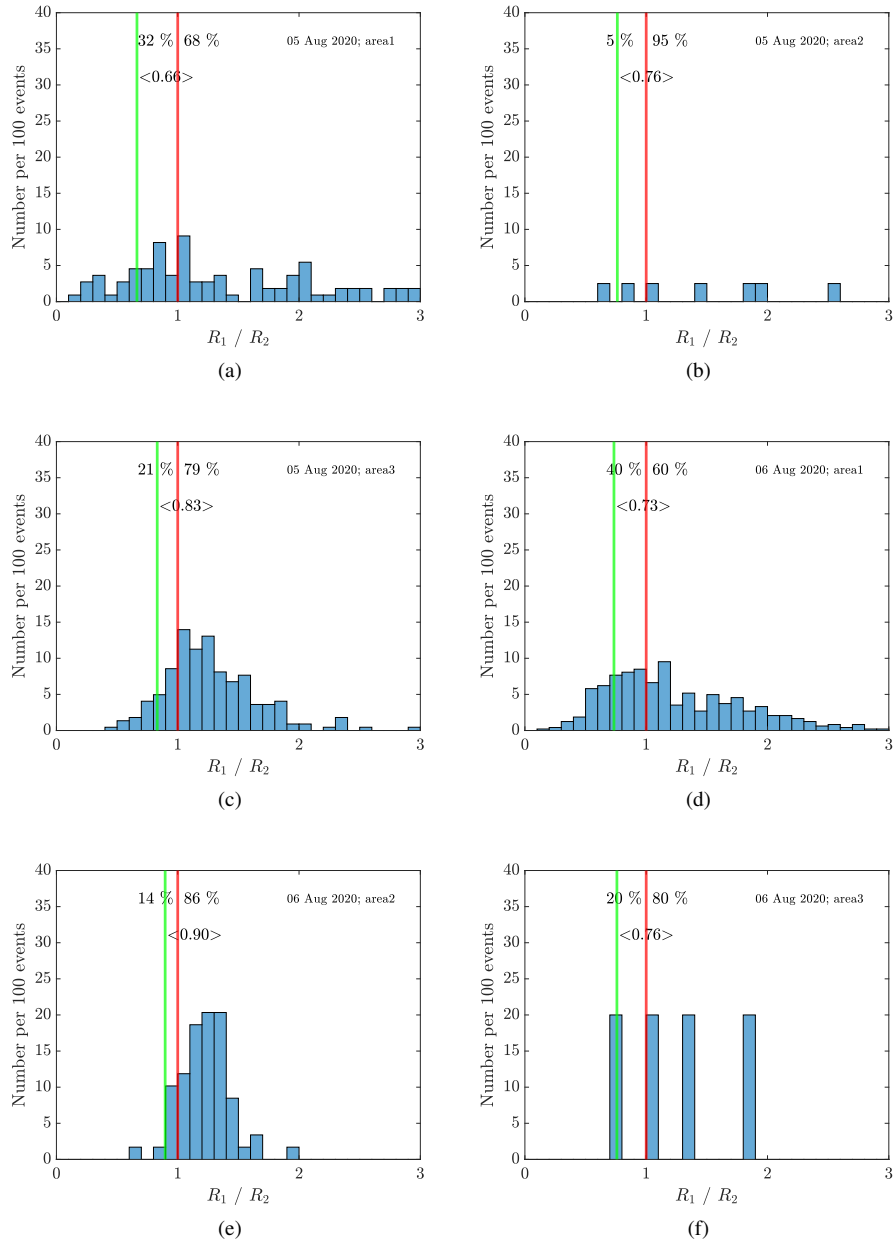 40
35
30
25
20
15
10
5
0
Number per 100 events
32 % 68 %
05 Aug 2020; area1
<0.66>
0 1 2 3
R1 / R2
(a)
40
35
30
25
20
15
10
5
0
Number per 100 events
5 % 95 %
05 Aug 2020; area2
<0.76>
0 1 2 3
R1 / R2
(b)
40
35
30
25
20
15
10
5
0
Number per 100 events
21 % 79 %
05 Aug 2020; area3
<0.83>
0 1 2 3
R1 / R2
(c)
40
35
30
25
20
15
10
5
0
Number per 100 events
40 % 60 %
06 Aug 2020; area1
<0.73>
0 1 2 3
R1 / R2
(d)
40
35
30
25
20
15
10
5
0
Number per 100 events
14 % 86 %
06 Aug 2020; area2
<0.90>
0 1 2 3
R1 / R2
(e)
40
35
30
25
20
15
10
5
0
Number per 100 events
20 % 80 %
06 Aug 2020; area3
<0.76>
0 1 2 3
R1 / R2
(f)